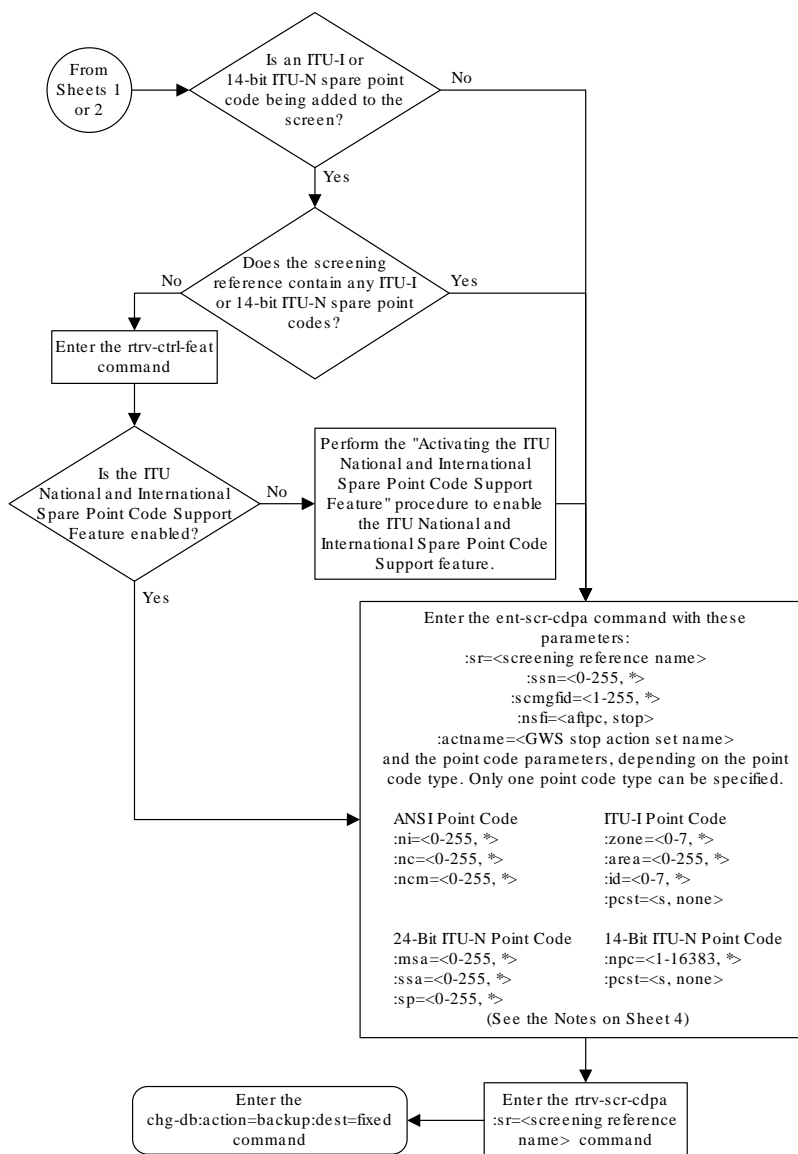 From
Sheets 1
or 2
Is an ITU-I or
14-bit ITU-N spare point
code being added to the
screen?
No
Yes
Does the screening
reference contain any ITU-I
or 14-bit ITU-N spare point
codes?
No
Yes
Enter the rtrv-ctrl-feat
command
Is the ITU
National and International
Spare Point Code Support
Feature enabled?
No
Yes
Perform the "Activating the ITU
National and International
Spare Point Code Support
Feature" procedure to enable
the ITU National and
International Spare Point Code
Support feature.
Enter the ent-scr-cdpa command with these
parameters:
:sr=<screening reference name>
:ssn=<0-255, *>
:scmgfid=<1-255, *>
:nsfi=<aftpc, stop>
:actname=<GWS stop action set name>
and the point code parameters, depending on the point
code type. Only one point code type can be specified.
ANSI Point Code
:ni=<0-255, *>
:nc=<0-255, *>
:ncm=<0-255, *>
ITU-I Point Code
:zone=<0-7, *>
:area=<0-255, *>
:id=<0-7, *>
:pcst=<s, none>
24-Bit ITU-N Point Code
:msa=<0-255, *>
:ssa=<0-255, *>
:sp=<0-255, *>
14-Bit ITU-N Point Code
:npc=<1-16383, *>
:pcst=<s, none>
(See the Notes on Sheet 4)
Enter the rtrv-scr-cdpa
:sr=<screening reference
name> command
Enter the
chg-db:action=backup:dest=fixed
command